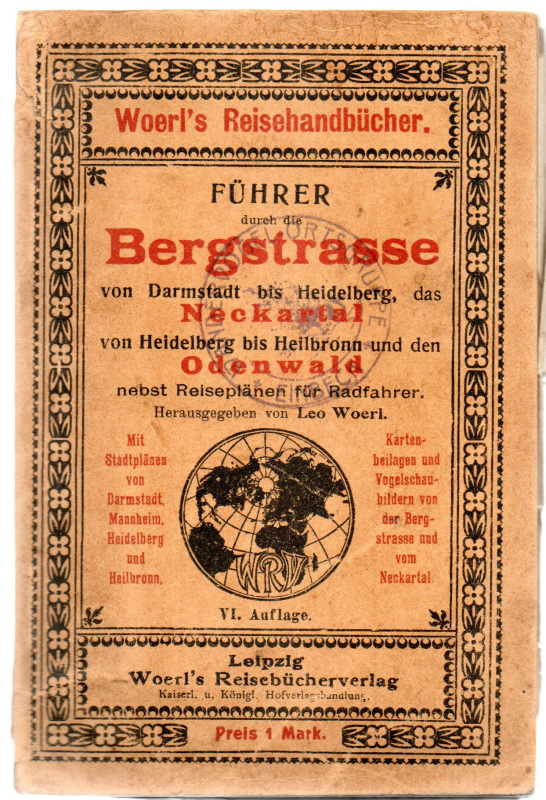 Woerl's Reisehandbücher.
FÜHRER
durch die
Bergstrasse
von Darmstadt bis Heidelberg, das
Neckartal
von Heidelberg bis Heilbronn und den
Odenwald
nebst Reiseplänen für Radfahrer.
Herausgegeben von Leo Woerl.
Mit
Stadtplänen
von
Darmstadt,
Mannheim,
Heidelberg
und
Heilbronn,
Karten-
beilagen und
Vogelschau-
bildern von
der Berg-
strasse und
vom
Neckartal.
WRV
VI. Auflage.
Leipzig
Woerl's Reisebücherverlag
Kaiserl. u. Königl. Hofverlagshandlung.
Preis 1 Mark.
WANDERVOGEL ORTSGRUPPE
* EINBECK *